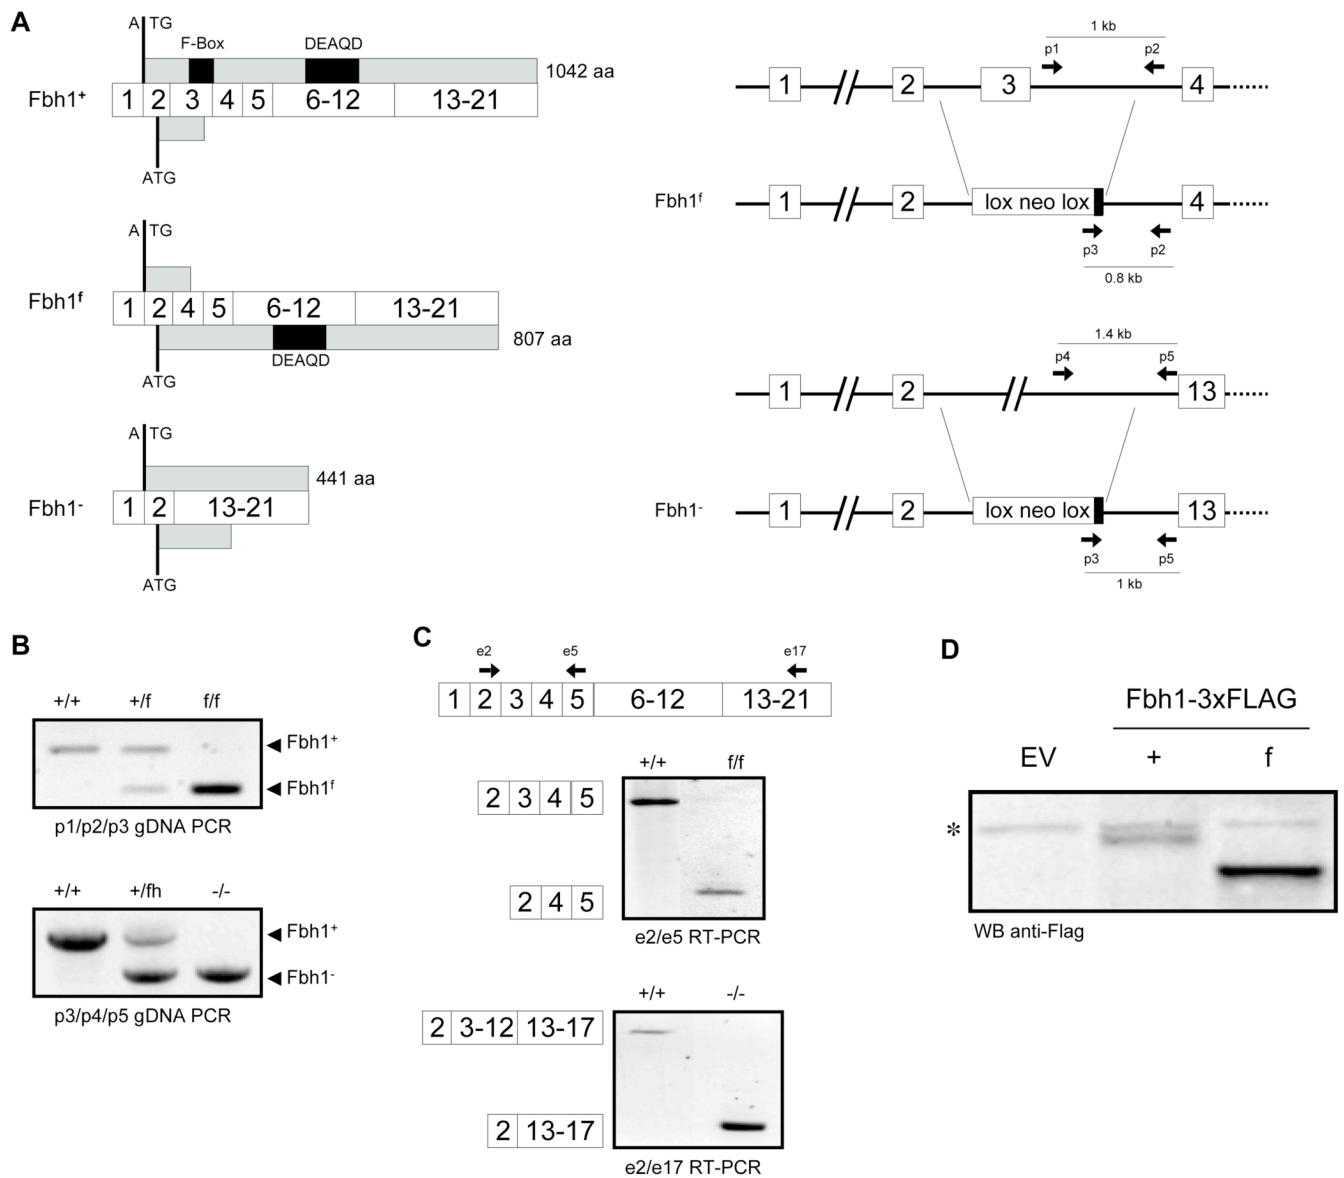 A
A TG
F-Box DEAQD
1042 aa
Fbh1+
1 2 3 4 5 6-12 13-21
ATG
A TG
Fbh1f
1 2 4 5 6-12 13-21
807 aa
DEAQD
ATG
A TG
441 aa
Fbh1-
1 2 13-21
ATG
1 kb
p1 p2
1 2 3 4
Fbh1f
1 2 lox neo lox 4
p3 p2
0.8 kb
1.4 kb
p4 p5
1 2 13
Fbh1-
1 2 lox neo lox 13
p3 p5
1 kb
B
+/+ +/f f/f
Fbh1+
Fbh1f
p1/p2/p3 gDNA PCR
+/+ +/fh -/-
Fbh1+
Fbh1-
p3/p4/p5 gDNA PCR
C
e2 e5 e17
1 2 3 4 5 6-12 13-21
+/+ f/f
2 3 4 5
2 4 5
e2/e5 RT-PCR
+/+ -/-
2 3-12 13-17
2 13-17
e2/e17 RT-PCR
D
Fbh1-3xFLAG
EV + f
*
WB anti-Flag